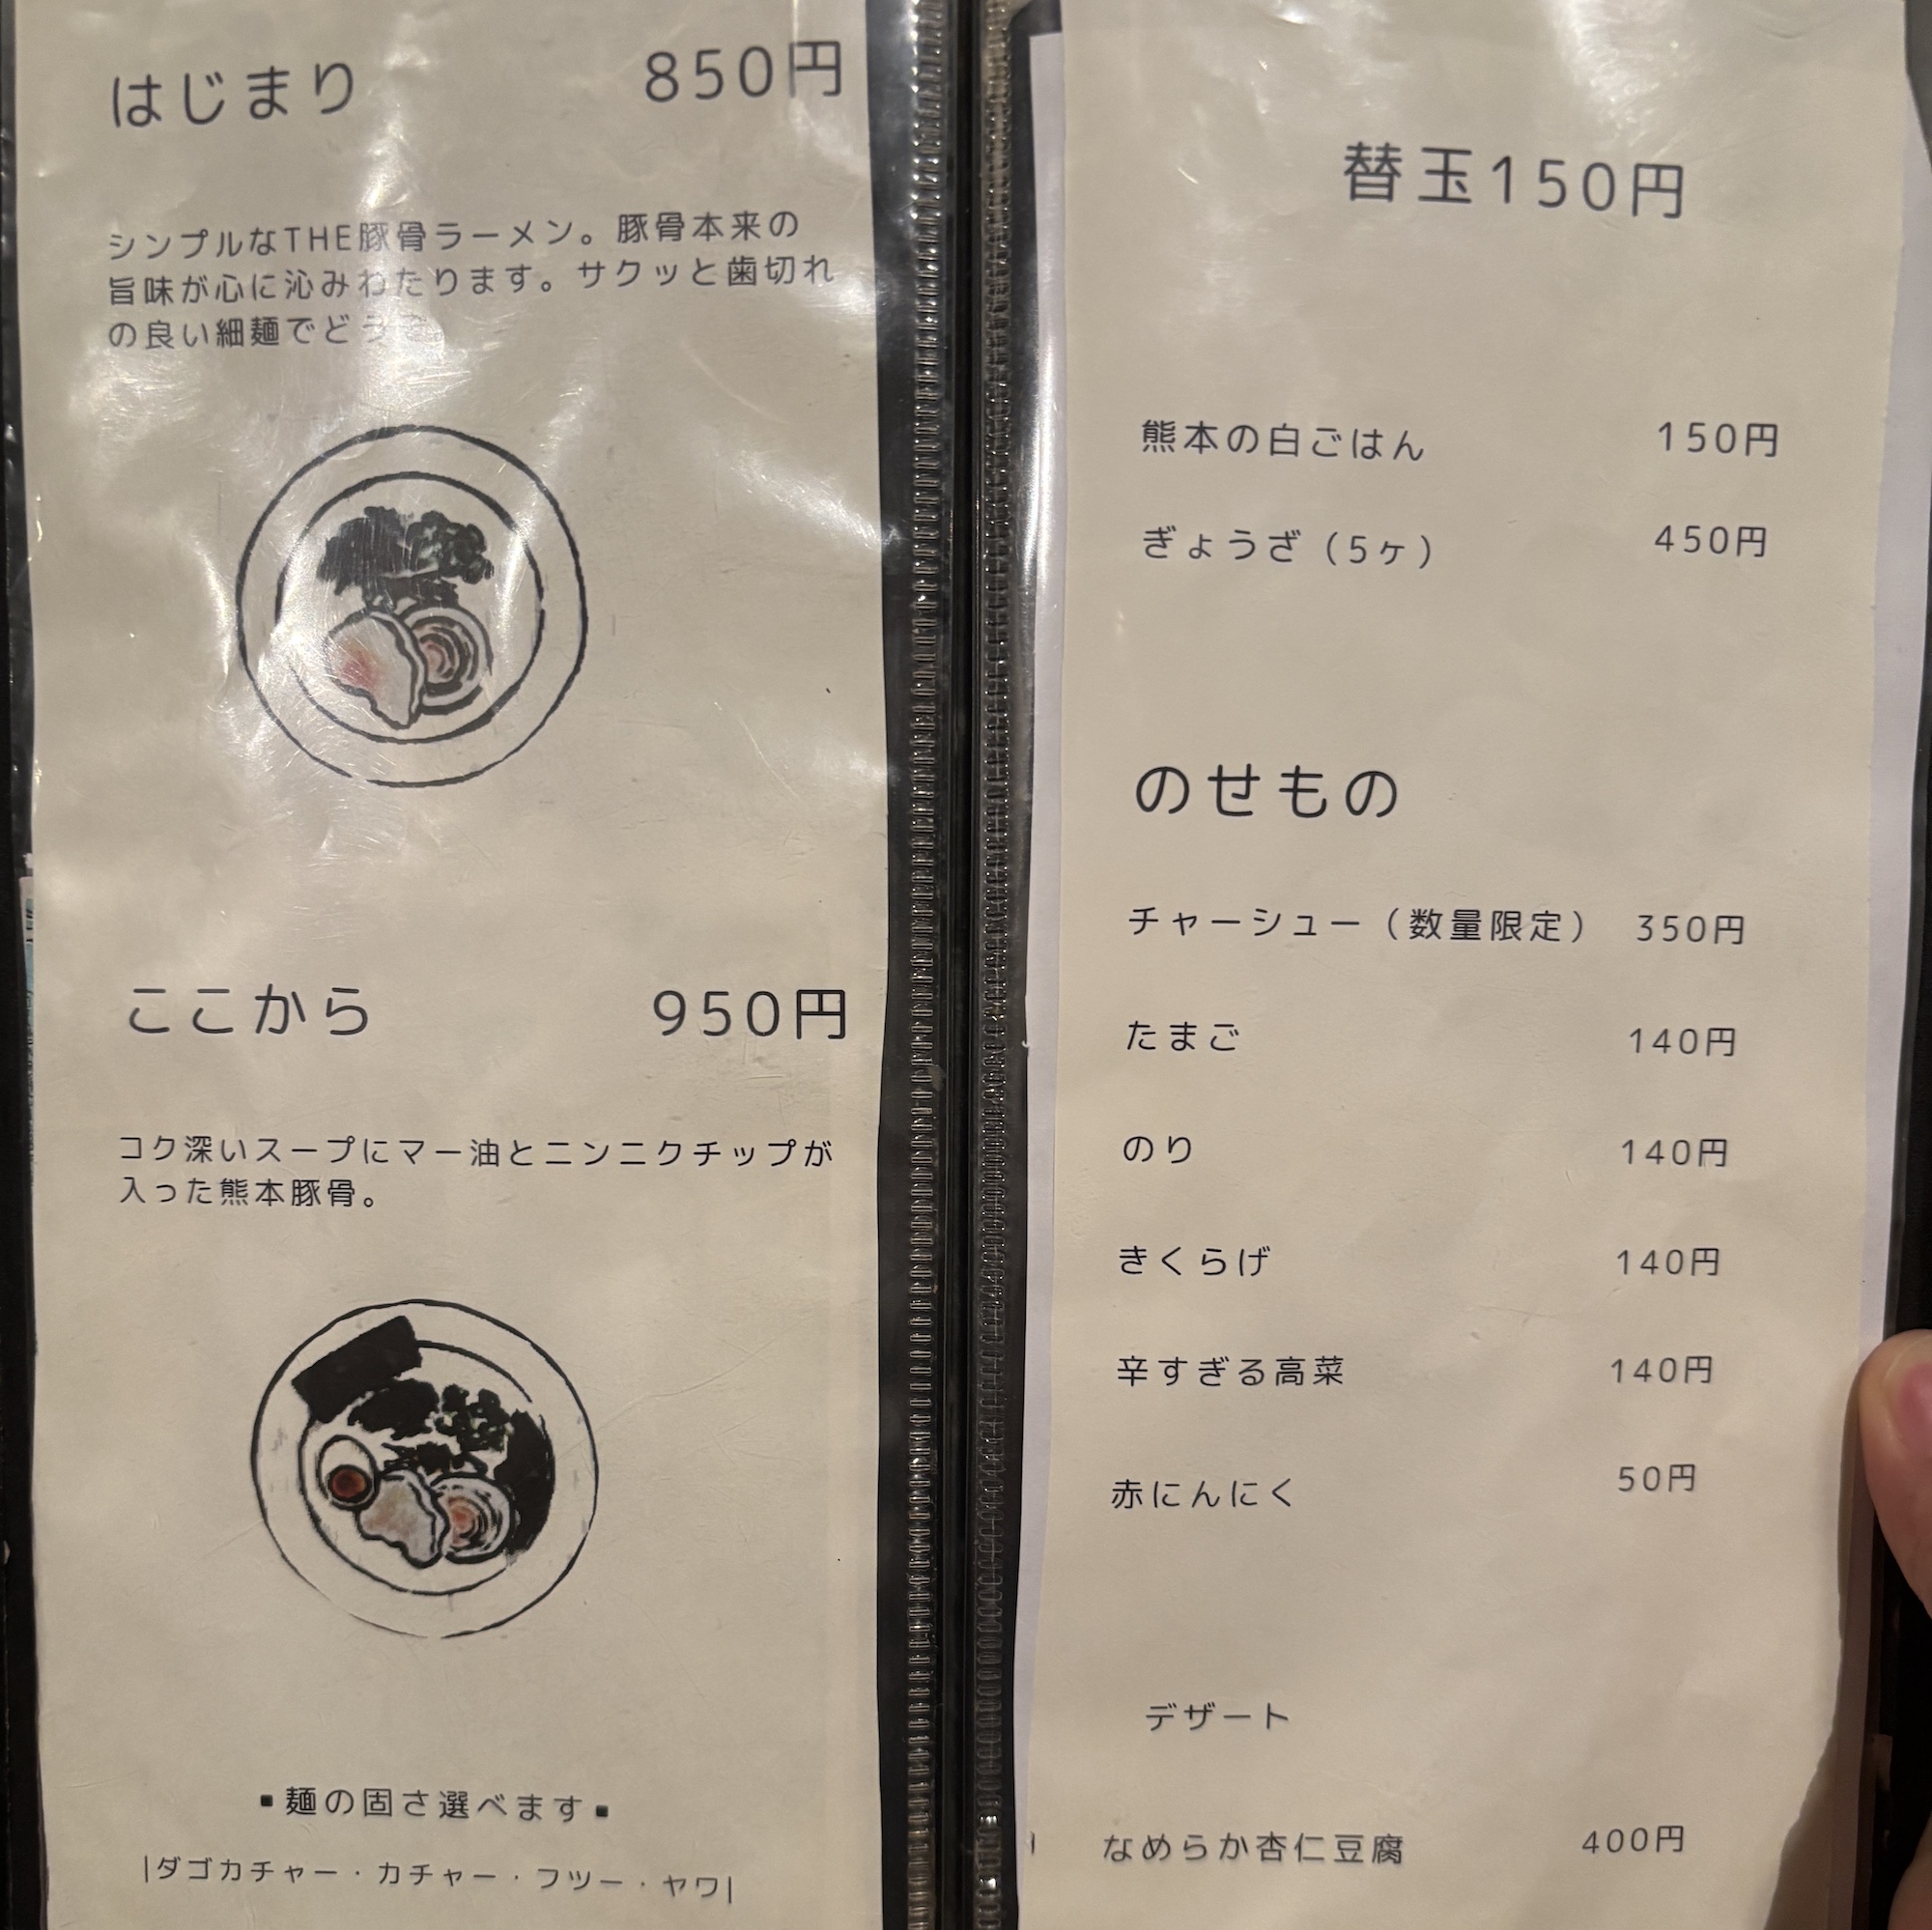 はじまり 850円
シンプルなTHE豚骨ラーメン。豚骨本来の
旨味が心に沁みわたります。サクッと歯切れ
の良い細麺でどうぞ。
ここから 950円
コク深いスープにマー油とニンニクチップが
入った熊本豚骨。
▪麺の固さ選べます▪
|ダゴカチャー・カチャー・フツー・ヤワ|
替玉150円
熊本の白ごはん 150円
ぎょうざ（5ヶ） 450円
のせもの
チャーシュー（数量限定） 350円
たまご 140円
のり 140円
きくらげ 140円
辛すぎる高菜 140円
赤にんにく 50円
デザート
なめらか杏仁豆腐 400円